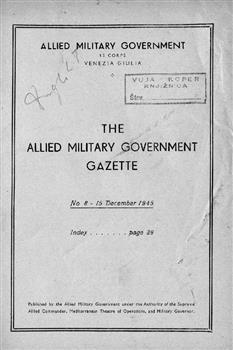 ALLIED MILITARY GOVERNMENT
13 CORPS
VENEZIA GIULIA
VUJA - KOPER
KNJIŽNICA
THE
ALLIED MILITARY GOVERNMENT
GAZETTE
No 8 - 15 December 1945
Index . . . . . . . page 29
Published by the Allied Military Government under the Authority of the Supreme
Allied Commander, Mediterranean Theatre of Operations, and Military Governor.